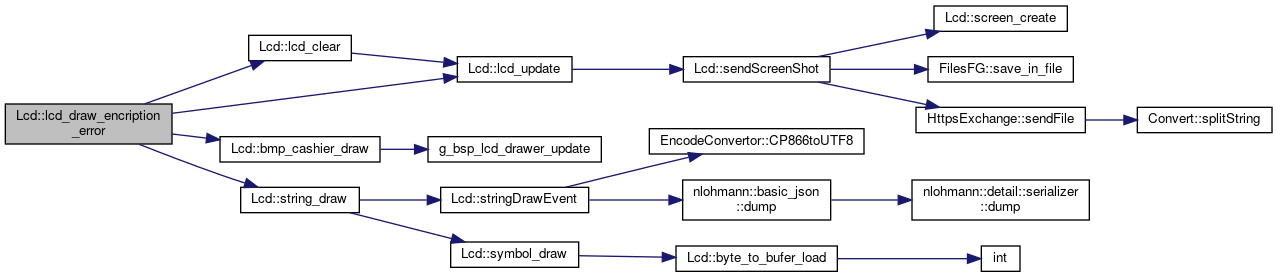 Lcd::lcd_draw_encription
_error
Lcd::lcd_clear
Lcd::lcd_update
Lcd::sendScreenShot
Lcd::screen_create
FilesFG::save_in_file
HttpsExchange::sendFile
Convert::splitString
Lcd::bmp_cashier_draw
g_bsp_lcd_drawer_update
Lcd::string_draw
Lcd::stringDrawEvent
EncodeConvertor::CP866toUTF8
nlohmann::basic_json
::dump
nlohmann::detail::serializer
::dump
Lcd::symbol_draw
Lcd::byte_to_bufer_load
int